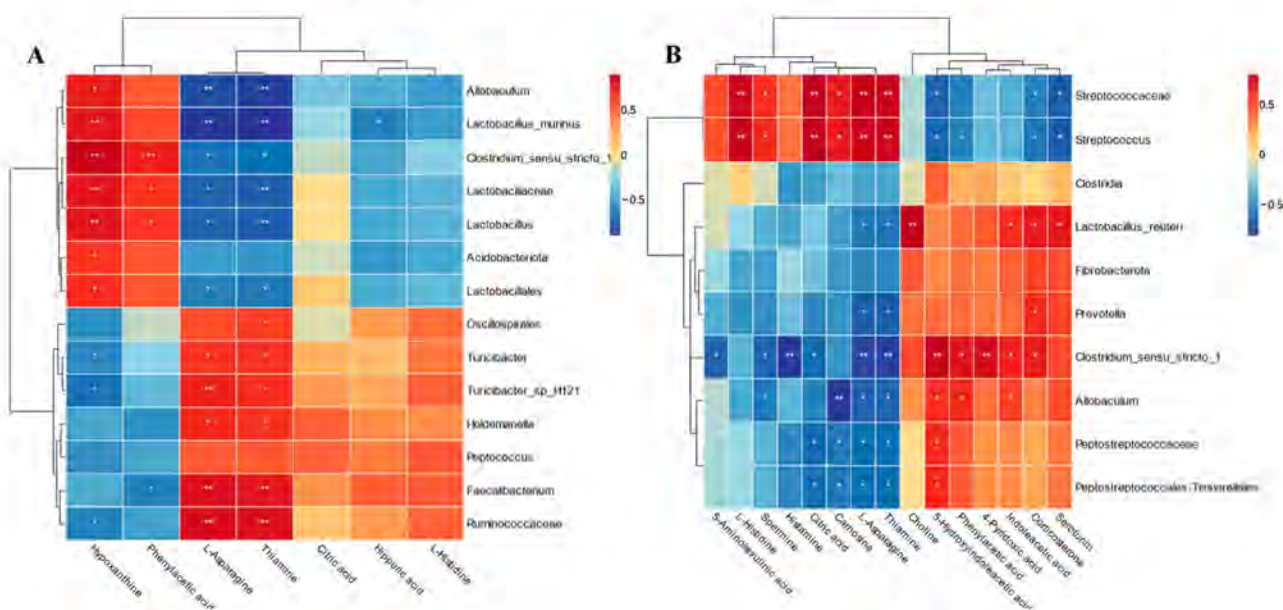 A
B
0.5
0
−0.5
Allobaculum
Lactobacillus_murinus
Clostridium_sensu_stricto_1
Lactobacillaceae
Lactobacillus
Acidobacteriota
Lactobacillales
Oscillospirales
Turicibacter
Turicibacter_sp_H121
Holdemanella
Peptococcus
Faecalibacterium
Ruminococcaceae
Hypoxanthine
Phenylacetic acid
L-Asparagine
Thiamine
Citric acid
Hippuric acid
L-Histidine
0.5
0
−0.5
Streptococcaceae
Streptococcus
Clostridia
Lactobacillus_reuteri
Fibrobacterota
Prevotella
Clostridium_sensu_stricto_1
Allobaculum
Peptostreptococcaceae
5-Aminolevulinic acid
L-Histidine
Spermine
Histamine
Citric acid
Carnosine
L-Asparagine
Thiamine
Choline
5-Hydroxyindoleacetic acid
Phenylacetic acid
4-Pyridoxic acid
Indoleacetic acid
Corticosterone
Serotonin